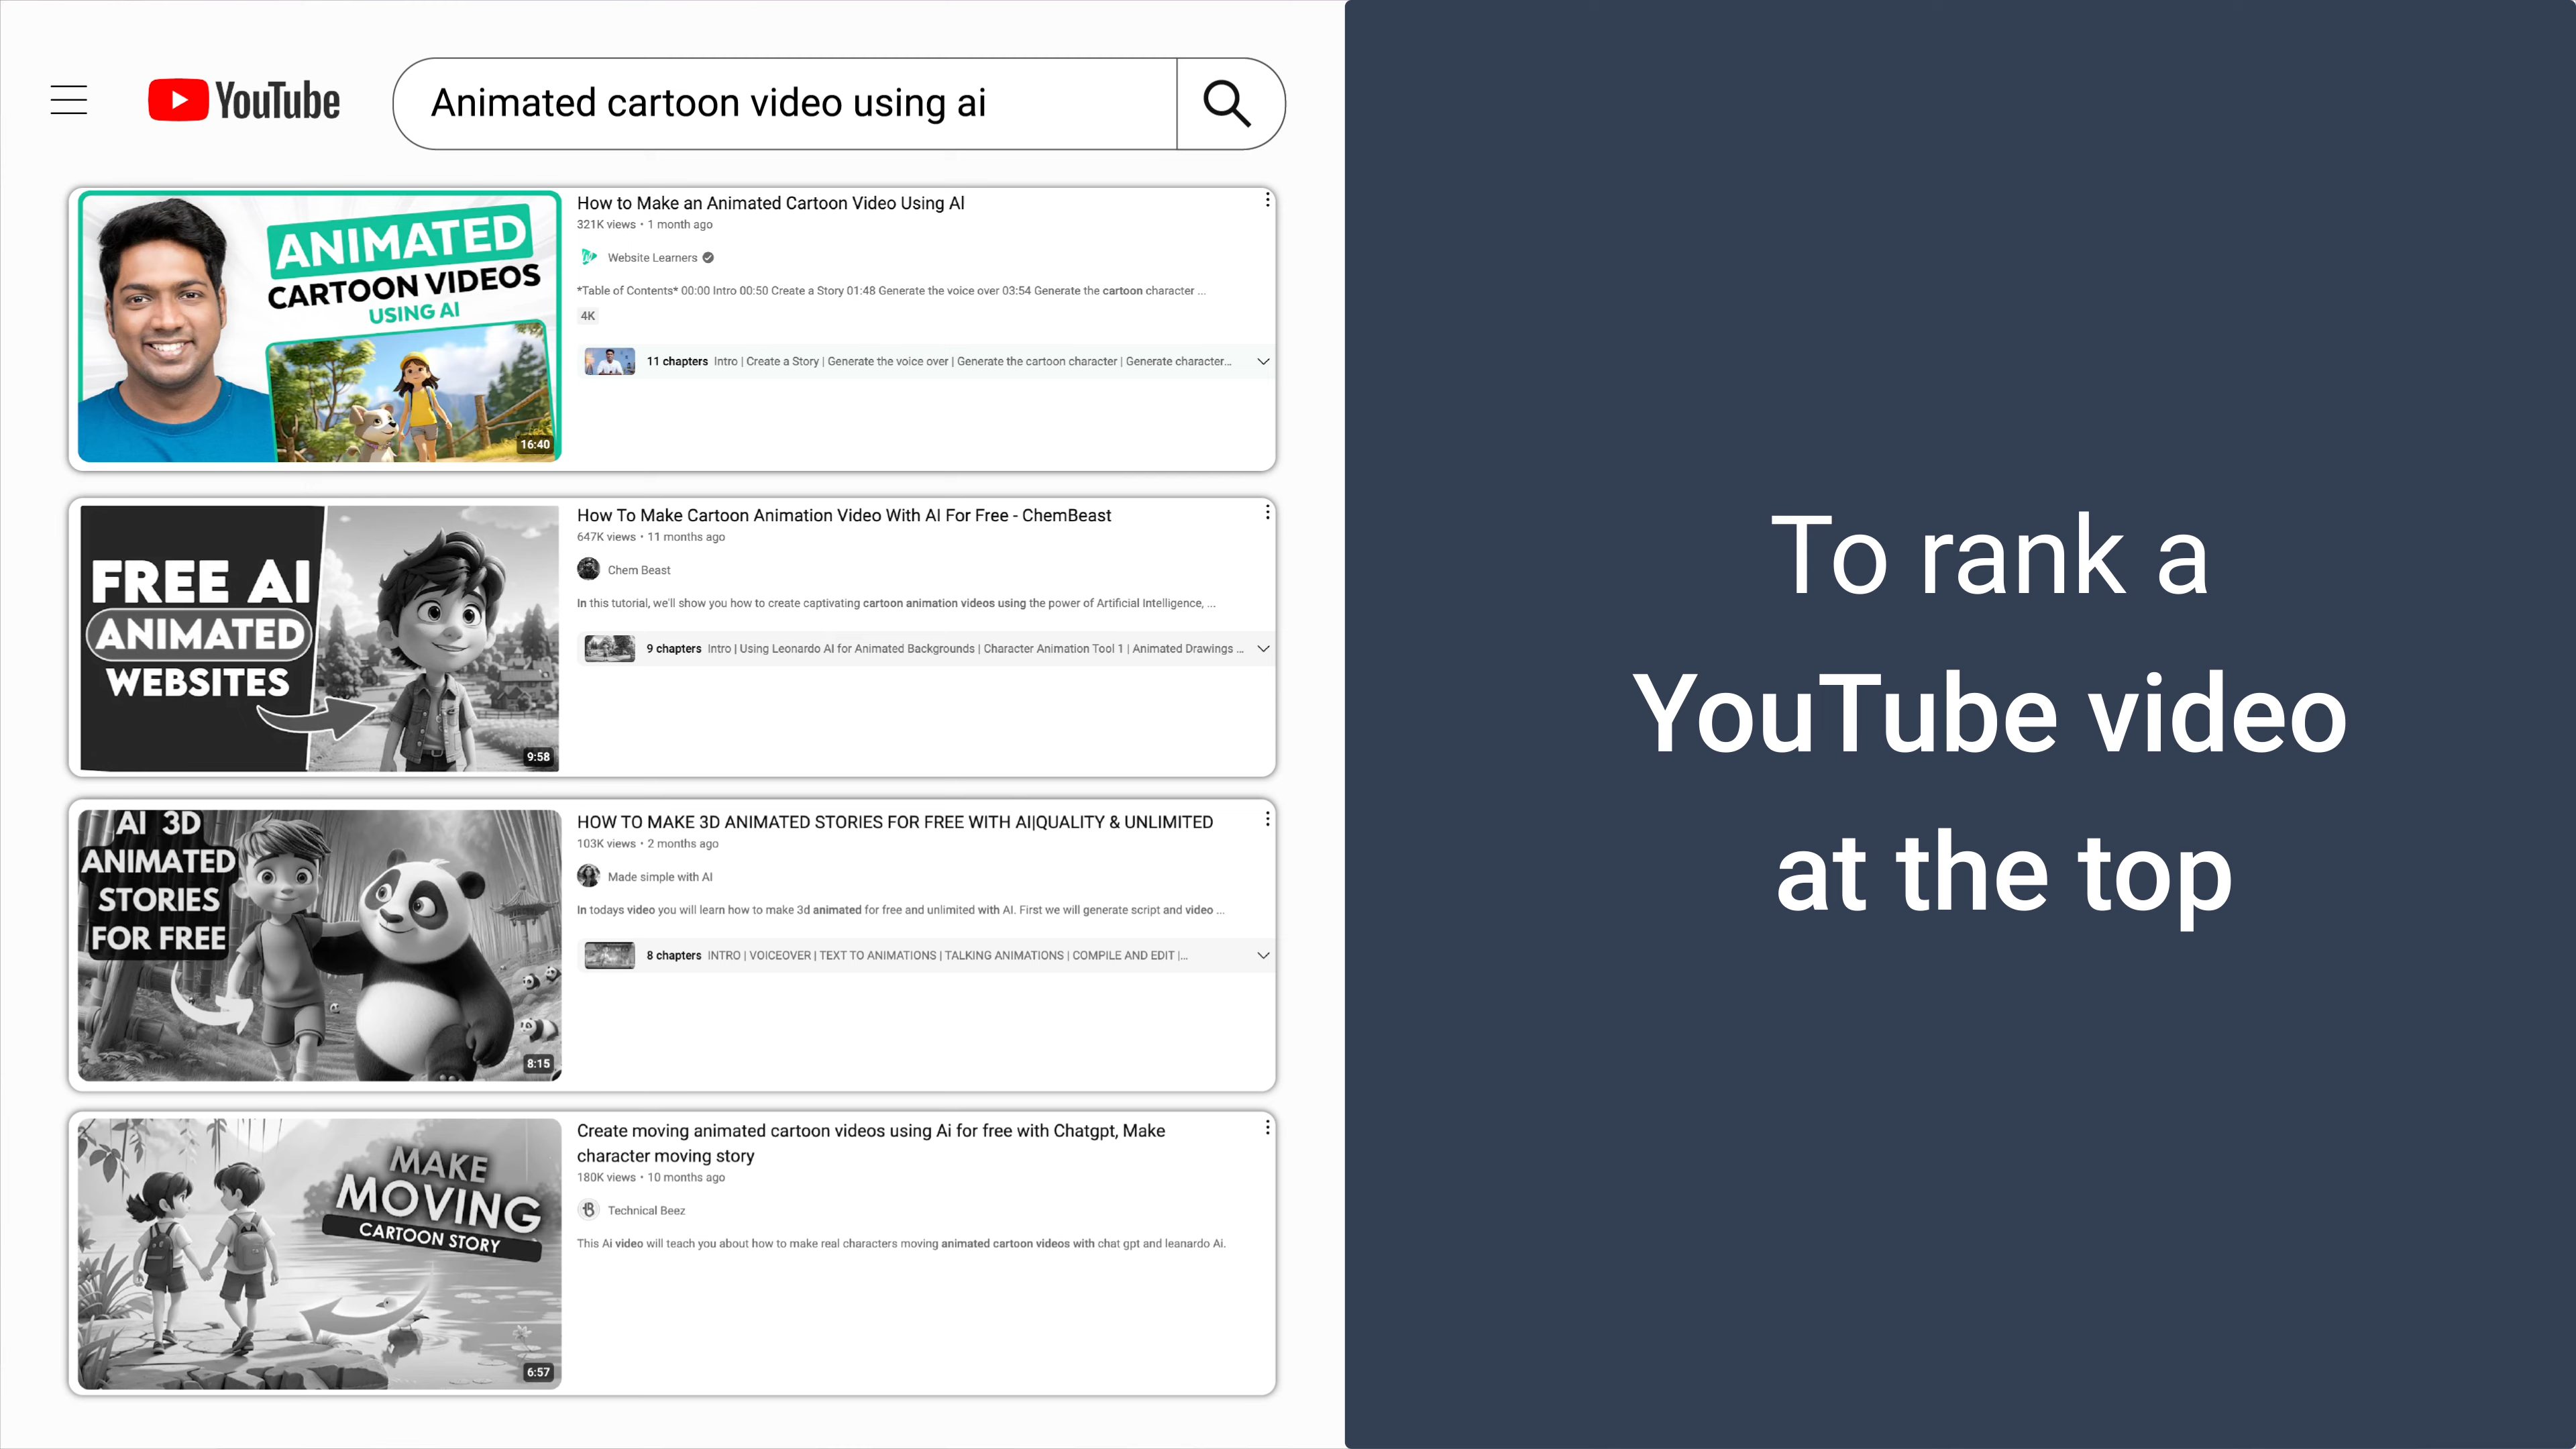 YouTube
Animated cartoon video using ai
ANIMATED
CARTOON VIDEOS
USING AI
16:40
How to Make an Animated Cartoon Video Using AI
321K views • 1 month ago
Website Learners
*Table of Contents* 00:00 Intro 00:50 Create a Story 01:48 Generate the voice over 03:54 Generate the cartoon character ...
4K
11 chapters Intro | Create a Story | Generate the voice over | Generate the cartoon character | Generate character...
FREE AI
ANIMATED
WEBSITES
9:58
How To Make Cartoon Animation Video With AI For Free - ChemBeast
647K views • 11 months ago
Chem Beast
In this tutorial, we'll show you how to create captivating cartoon animation videos using the power of Artificial Intelligence, ...
9 chapters Intro | Using Leonardo AI for Animated Backgrounds | Character Animation Tool 1 | Animated Drawings ...
AI 3D
ANIMATED
STORIES
FOR FREE
8:15
HOW TO MAKE 3D ANIMATED STORIES FOR FREE WITH AI|QUALITY & UNLIMITED
103K views • 2 months ago
Made simple with AI
In todays video you will learn how to make 3d animated for free and unlimited with AI. First we will generate script and video ...
8 chapters INTRO | VOICEOVER | TEXT TO ANIMATIONS | TALKING ANIMATIONS | COMPILE AND EDIT |...
MAKE
MOVING
CARTOON STORY
6:57
Create moving animated cartoon videos using Ai for free with Chatgpt, Make
character moving story
180K views • 10 months ago
Technical Beez
This Ai video will teach you about how to make real characters moving animated cartoon videos with chat gpt and leanardo Ai.
To rank a
YouTube video
at the top